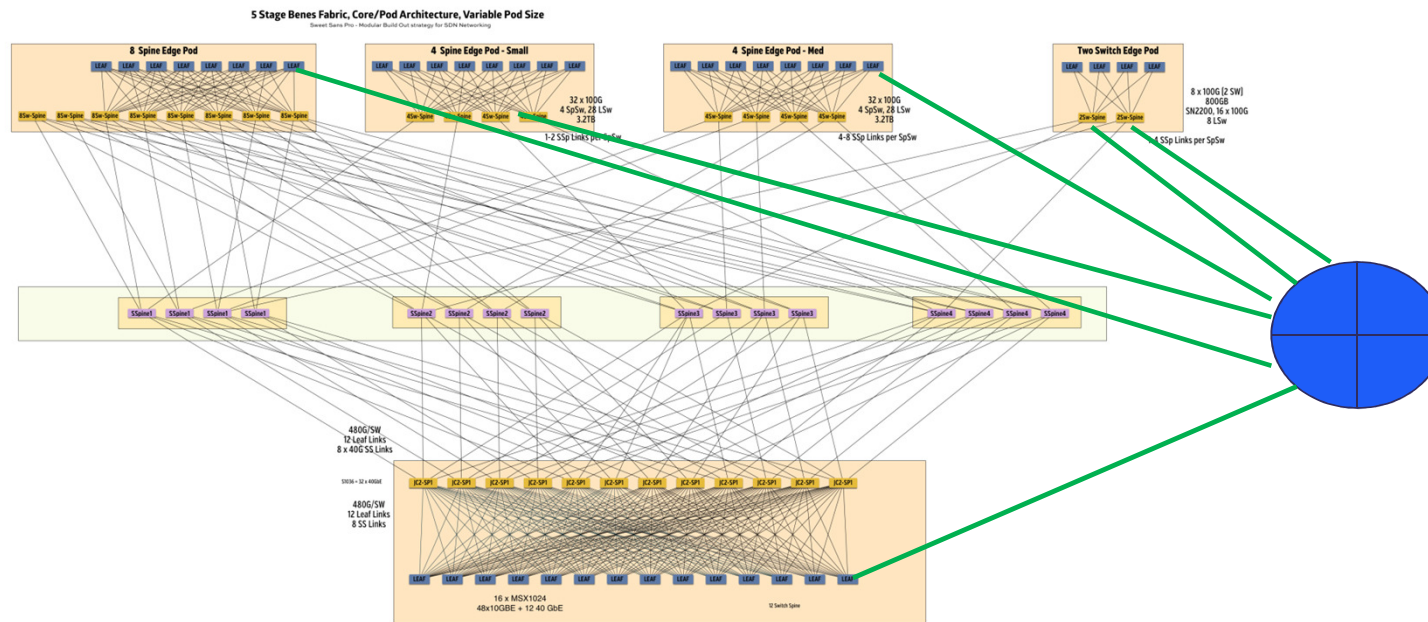 5 Stage Benes Fabric, Core/Pod Architecture, Variable Pod Size
Sweet Sans Pro - Modular Build Out strategy for SDN Networking
8 Spine Edge Pod
LEAF LEAF LEAF LEAF LEAF LEAF LEAF LEAF
8Sw-Spine 8Sw-Spine 8Sw-Spine 8Sw-Spine 8Sw-Spine 8Sw-Spine 8Sw-Spine 8Sw-Spine
4 Spine Edge Pod - Small
LEAF LEAF LEAF LEAF LEAF LEAF LEAF LEAF
32 x 100G
4 SpSw, 28 LSw
3.2TB
4Sw-Spine 4Sw-Spine
1-2 SSp Links per SpSw
4 Spine Edge Pod - Med
LEAF LEAF LEAF LEAF LEAF LEAF LEAF LEAF
32 x 100G
4 SpSw, 28 LSw
3.2TB
4Sw-Spine 4Sw-Spine 4Sw-Spine 4Sw-Spine
4-8 SSp Links per SpSw
Two Switch Edge Pod
LEAF LEAF LEAF LEAF
2Sw-Spine 2Sw-Spine
8 x 100G (2 SW)
800GB
SN2200, 16 x 100G
8 LSw
SSp Links per SpSw
SSpine1 SSpine1 SSpine1 SSpine1
SSpine2 SSpine2 SSpine2 SSpine2
SSpine3 SSpine3 SSpine3 SSpine3
SSpine4 SSpine4 SSpine4 SSpine4
480G/SW
12 Leaf Links
8 x 40G SS Links
JC2-SP1 JC2-SP1 JC2-SP1 JC2-SP1 JC2-SP1 JC2-SP1 JC2-SP1 JC2-SP1 JC2-SP1 JC2-SP1 JC2-SP1 JC2-SP1
S1036 = 32 x 40GbE
480G/SW
12 Leaf Links
8 SS Links
LEAF LEAF LEAF LEAF LEAF LEAF LEAF LEAF LEAF LEAF LEAF LEAF LEAF LEAF
16 x MSX1024
48x10GBE + 12 40 GbE
12 Switch Spine